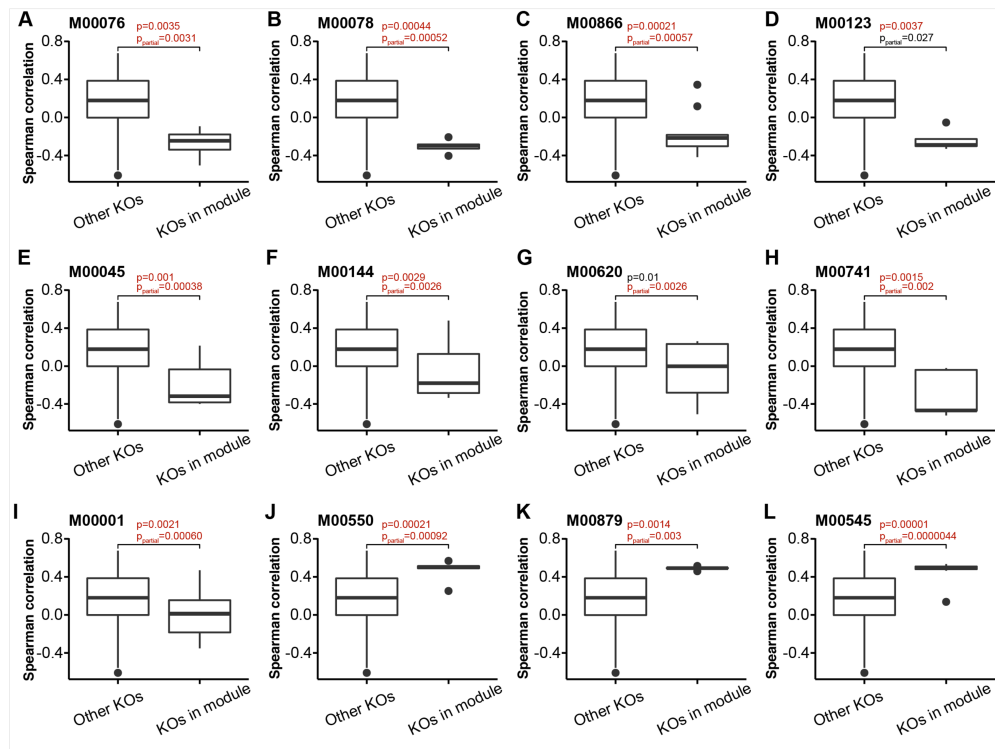 A M00076
p=0.0035
Ppartial=0.0031
Spearman correlation
0.8
0.4
0.0
-0.4
Other KOs
KOs in module
B M00078
p=0.00044
Ppartial=0.00052
Spearman correlation
0.8
0.4
0.0
-0.4
Other KOs
KOs in module
C M00866
p=0.00021
Ppartial=0.00057
Spearman correlation
0.8
0.4
0.0
-0.4
Other KOs
KOs in module
D M00123
p=0.0037
Ppartial=0.027
Spearman correlation
0.8
0.4
0.0
-0.4
Other KOs
KOs in module
E M00045
p=0.001
Ppartial=0.00038
Spearman correlation
0.8
0.4
0.0
-0.4
Other KOs
KOs in module
F M00144
p=0.0029
Ppartial=0.0026
Spearman correlation
0.8
0.4
0.0
-0.4
Other KOs
KOs in module
G M00620
p=0.01
Ppartial=0.0026
Spearman correlation
0.8
0.4
0.0
-0.4
Other KOs
KOs in module
H M00741
p=0.0015
Ppartial=0.002
Spearman correlation
0.8
0.4
0.0
-0.4
Other KOs
KOs in module
I M00001
p=0.0021
Ppartial=0.00060
Spearman correlation
0.8
0.4
0.0
-0.4
Other KOs
KOs in module
J M00550
p=0.00021
Ppartial=0.00092
Spearman correlation
0.8
0.4
0.0
-0.4
Other KOs
KOs in module
K M00879
p=0.0014
Ppartial=0.003
Spearman correlation
0.8
0.4
0.0
-0.4
Other KOs
KOs in module
L M00545
p=0.00001
Ppartial=0.0000044
Spearman correlation
0.8
0.4
0.0
-0.4
Other KOs
KOs in module